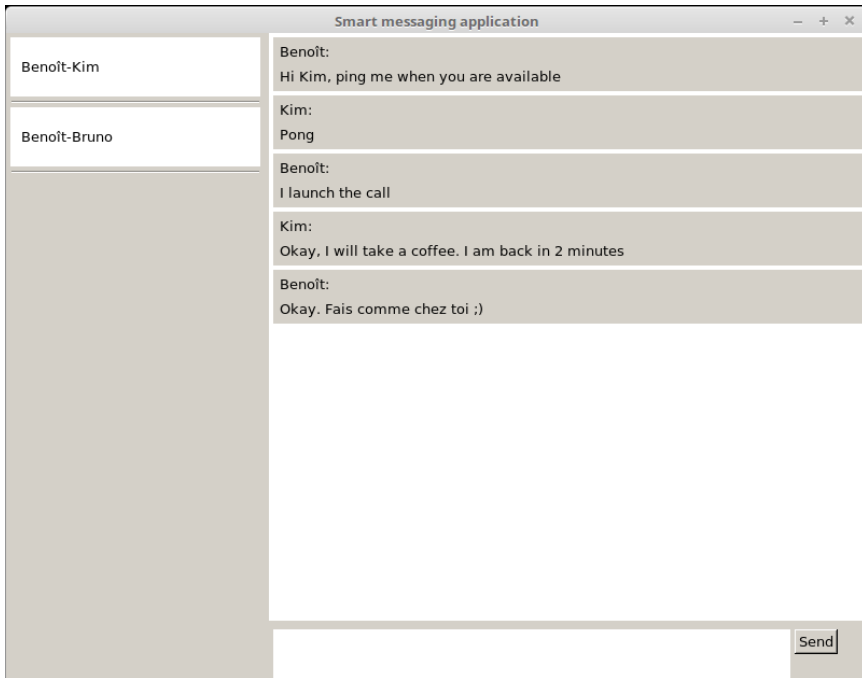 Smart messaging application
Benoît-Kim
Benoît-Bruno
Benoît:
Hi Kim, ping me when you are available
Kim:
Pong
Benoît:
I launch the call
Kim:
Okay, I will take a coffee. I am back in 2 minutes
Benoît:
Okay. Fais comme chez toi ;)
Send